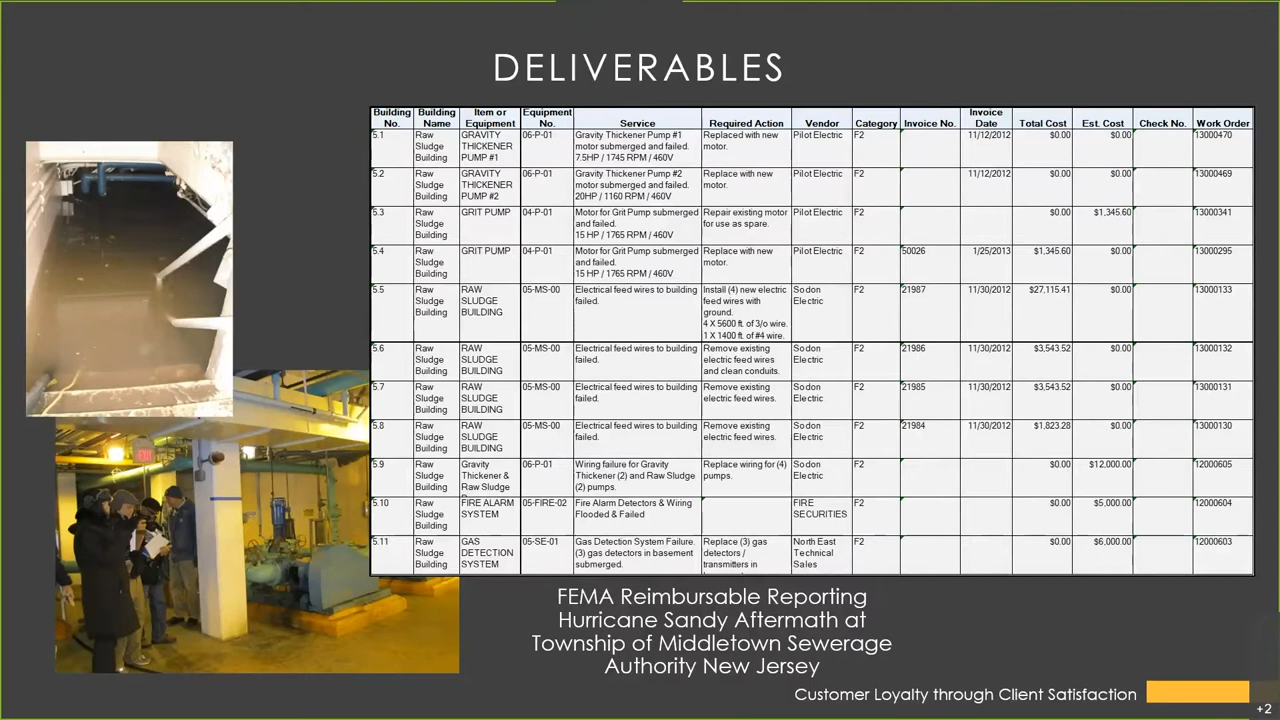 DELIVERABLES
Building No. Building Name Item or Equipment Equipment No. Service Required Action Vendor Category Invoice No. Invoice Date Total Cost Est. Cost Check No. Work Order
5.1 Raw Sludge Building GRAVITY THICKENER PUMP #1 06-P-01 Gravity Thickener Pump #1 motor submerged and failed. 7.5HP / 1745 RPM / 460V Replaced with new motor. Pilot Electric F2 11/12/2012 $0.00 $0.00 13000470
5.2 Raw Sludge Building GRAVITY THICKENER PUMP #2 06-P-01 Gravity Thickener Pump #2 motor submerged and failed. 20HP / 1160 RPM / 460V Replace with new motor. Pilot Electric F2 11/12/2012 $0.00 $0.00 13000469
5.3 Raw Sludge Building GRIT PUMP 04-P-01 Motor for Grit Pump submerged and failed. 15 HP / 1765 RPM / 460V Repair existing motor for use as spare. Pilot Electric F2 $0.00 $1,345.60 13000341
5.4 Raw Sludge Building GRIT PUMP 04-P-01 Motor for Grit Pump submerged and failed. 15 HP / 1765 RPM / 460V Replace with new motor. Pilot Electric F2 50026 1/25/2013 $1,345.60 $0.00 13000295
5.5 Raw Sludge Building RAW SLUDGE BUILDING 05-MS-00 Electrical feed wires to building failed. Install (4) new electric feed wires with ground. 4 X 5600 ft. of 3/o wire. 1 X 1400 ft. of #4 wire. Sodon Electric F2 21987 11/30/2012 $27,115.41 $0.00 13000133
5.6 Raw Sludge Building RAW SLUDGE BUILDING 05-MS-00 Electrical feed wires to building failed. Remove existing electric feed wires and clean conduits. Sodon Electric F2 21986 11/30/2012 $3,543.52 $0.00 13000132
5.7 Raw Sludge Building RAW SLUDGE BUILDING 05-MS-00 Electrical feed wires to building failed. Remove existing electric feed wires. Sodon Electric F2 21985 11/30/2012 $3,543.52 $0.00 13000131
5.8 Raw Sludge Building RAW SLUDGE BUILDING 05-MS-00 Electrical feed wires to building failed. Remove existing electric feed wires. Sodon Electric F2 21984 11/30/2012 $1,823.28 $0.00 13000130
5.9 Raw Sludge Building Gravity Thickener & Raw Sludge 06-P-01 Wiring failure for Gravity Thickener (2) and Raw Sludge (2) pumps. Replace wiring for (4) pumps. Sodon Electric F2 $0.00 $12,000.00 12000605
5.10 Raw Sludge Building FIRE ALARM SYSTEM 05-FIRE-02 Fire Alarm Detectors & Wiring Flooded & Failed FIRE SECURITIES F2 $0.00 $5,000.00 12000604
5.11 Raw Sludge Building GAS DETECTION SYSTEM 05-SE-01 Gas Detection System Failure. (3) gas detectors in basement submerged. Replace (3) gas detectors / transmitters in North East Technical Sales F2 $0.00 $6,000.00 12000603
EXIT
FEMA Reimbursable Reporting
Hurricane Sandy Aftermath at
Township of Middletown Sewerage
Authority New Jersey
Customer Loyalty through Client Satisfaction
+2